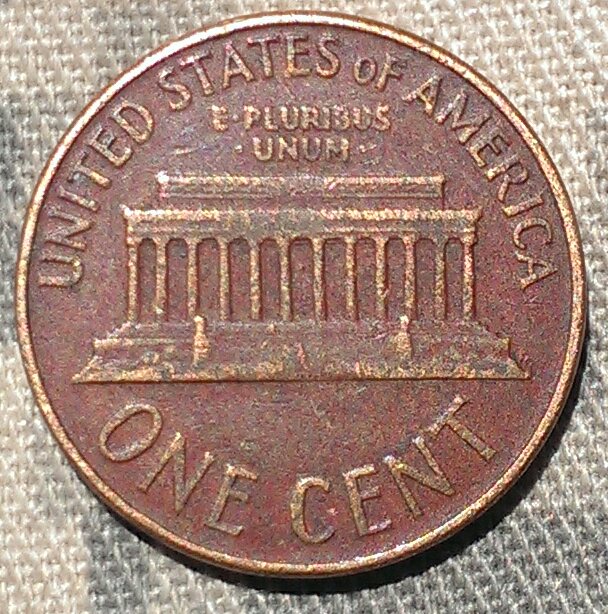 UNITED STATES OF AMERICA
E·PLURIBUS
·UNUM·
ONE CENT